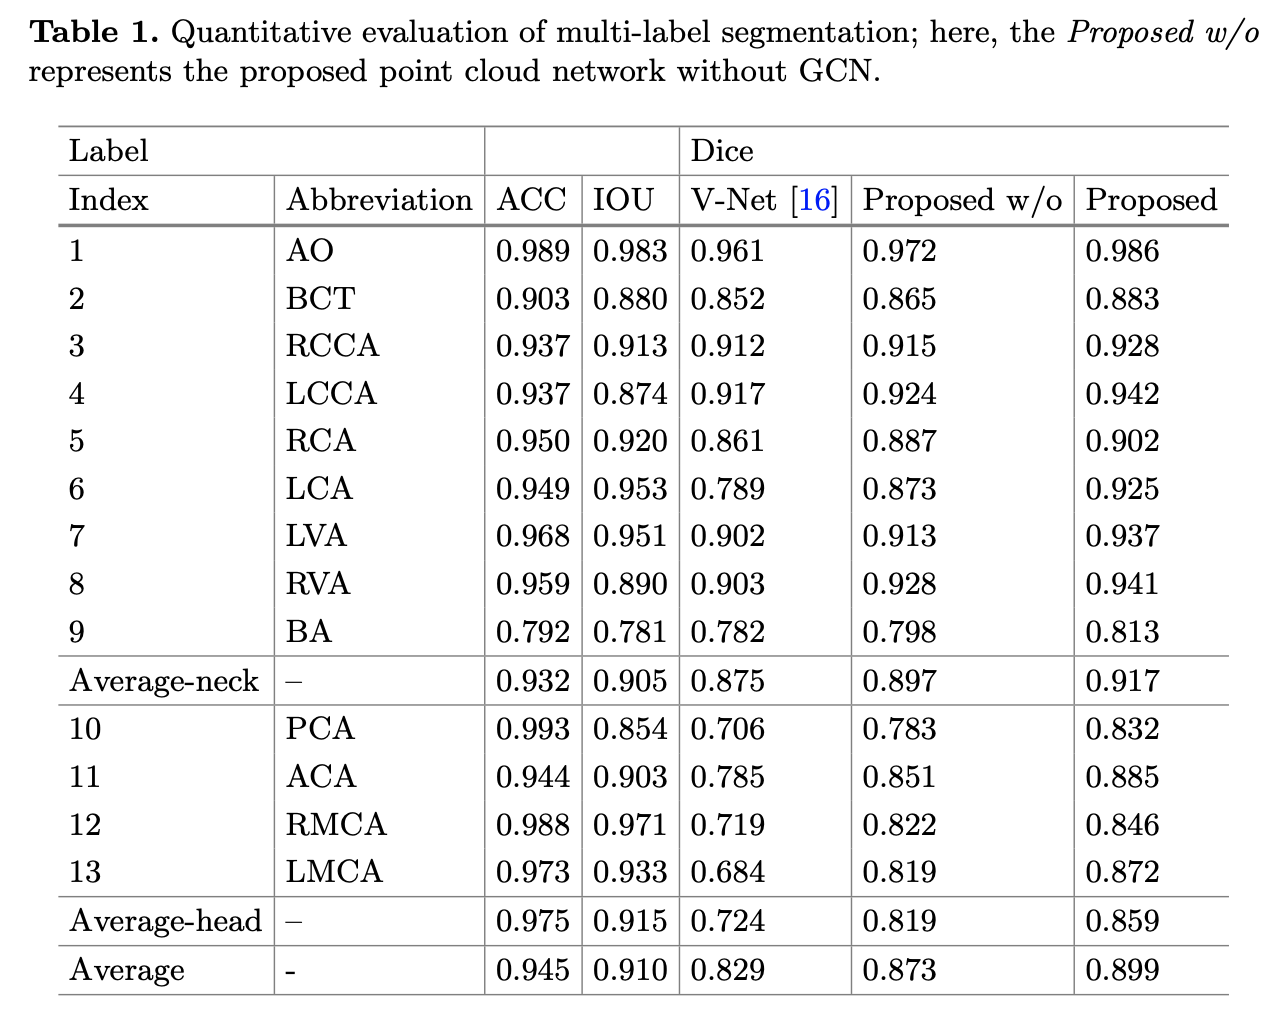 Table 1. Quantitative evaluation of multi-label segmentation; here, the Proposed w/o
represents the proposed point cloud network without GCN.
Label Dice
Index Abbreviation ACC IOU V-Net [16] Proposed w/o Proposed
1 AO 0.989 0.983 0.961 0.972 0.986
2 BCT 0.903 0.880 0.852 0.865 0.883
3 RCCA 0.937 0.913 0.912 0.915 0.928
4 LCCA 0.937 0.874 0.917 0.924 0.942
5 RCA 0.950 0.920 0.861 0.887 0.902
6 LCA 0.949 0.953 0.789 0.873 0.925
7 LVA 0.968 0.951 0.902 0.913 0.937
8 RVA 0.959 0.890 0.903 0.928 0.941
9 BA 0.792 0.781 0.782 0.798 0.813
Average-neck – 0.932 0.905 0.875 0.897 0.917
10 PCA 0.993 0.854 0.706 0.783 0.832
11 ACA 0.944 0.903 0.785 0.851 0.885
12 RMCA 0.988 0.971 0.719 0.822 0.846
13 LMCA 0.973 0.933 0.684 0.819 0.872
Average-head – 0.975 0.915 0.724 0.819 0.859
Average - 0.945 0.910 0.829 0.873 0.899